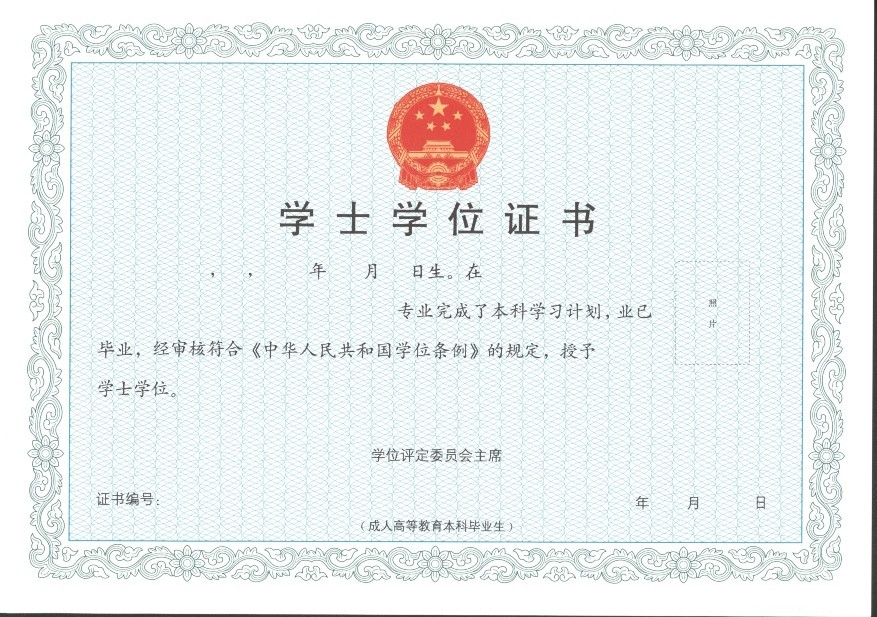 学士学位证书
， ， 年 月 日生。在
专业完成了本科学习计划，业已
毕业，经审核符合《中华人民共和国学位条例》的规定，授予
学士学位。
照
片
学位评定委员会主席
证书编号：
年 月 日
（成人高等教育本科毕业生）